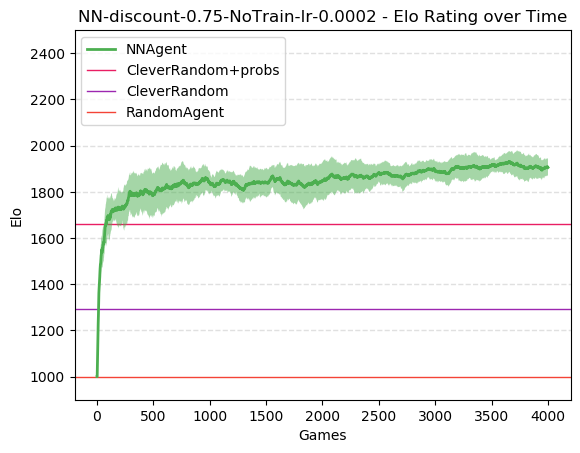 NN-discount-0.75-NoTrain-lr-0.0002 - Elo Rating over Time
NNAgent
CleverRandom+probs
CleverRandom
RandomAgent
Elo
2400
2200
2000
1800
1600
1400
1200
1000
0 500 1000 1500 2000 2500 3000 3500 4000
Games